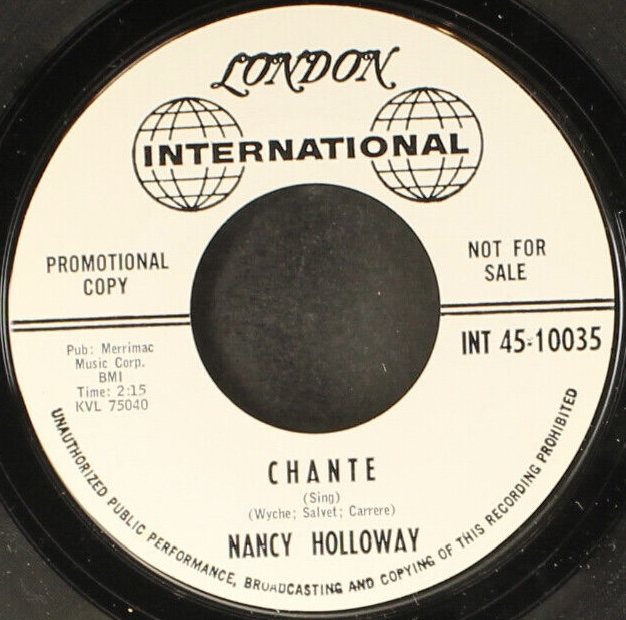 LONDON
INTERNATIONAL
PROMOTIONAL
COPY
NOT FOR
SALE
INT 45-10035
Pub: Merrimac
Music Corp.
BMI
Time: 2:15
KVL 75040
CHANTE
(Sing)
(Wyche; Salvet; Carrere)
NANCY HOLLOWAY
UNAUTHORIZED PUBLIC PERFORMANCE, BROADCASTING AND COPYING OF THIS RECORDING PROHIBITED